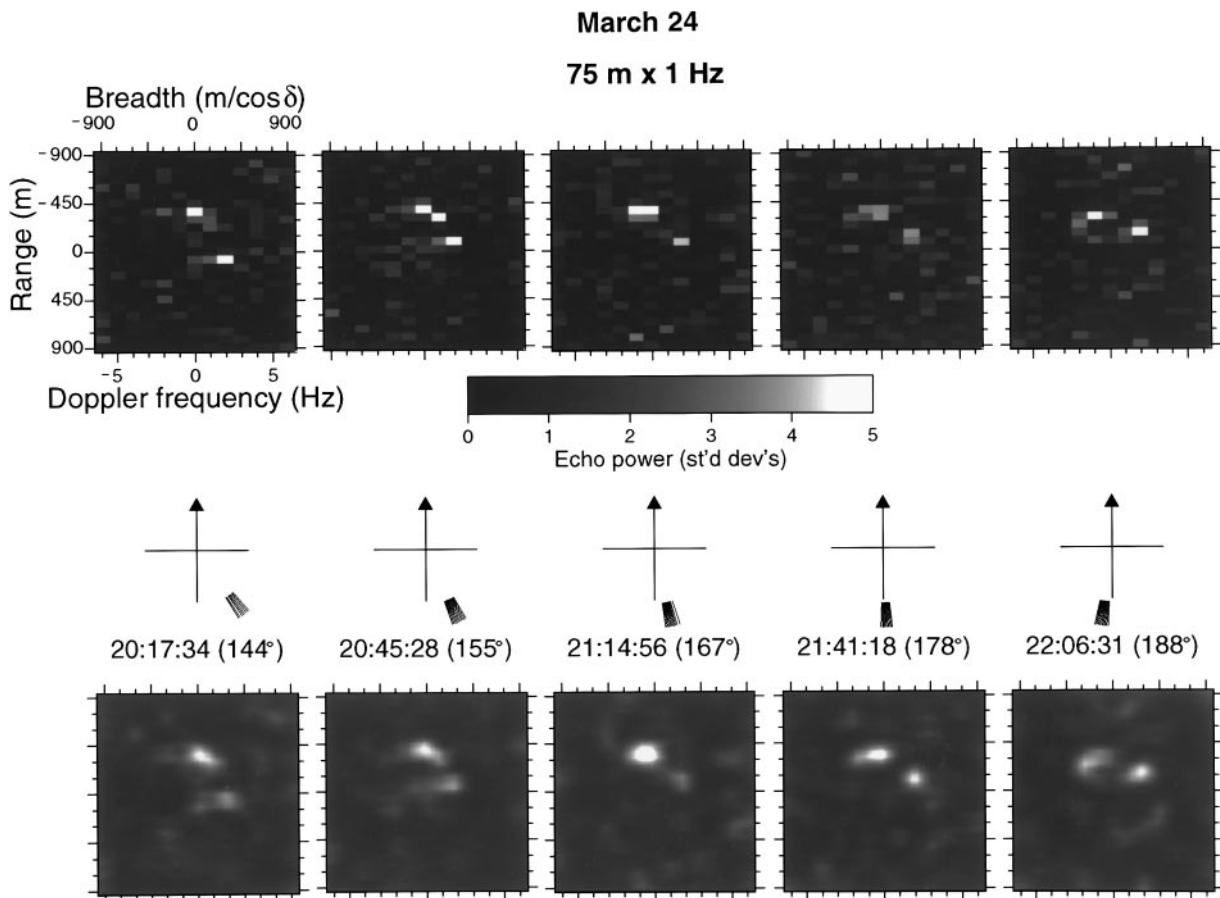 March 24
75 m x 1 Hz
Breadth (m/cosδ)
-900 0 900
Range (m)
-900
-450
0
450
900
-5 0 5
Doppler frequency (Hz)
0 1 2 3 4 5
Echo power (st'd dev's)
20:17:34 (144°) 20:45:28 (155°) 21:14:56 (167°) 21:41:18 (178°) 22:06:31 (188°)